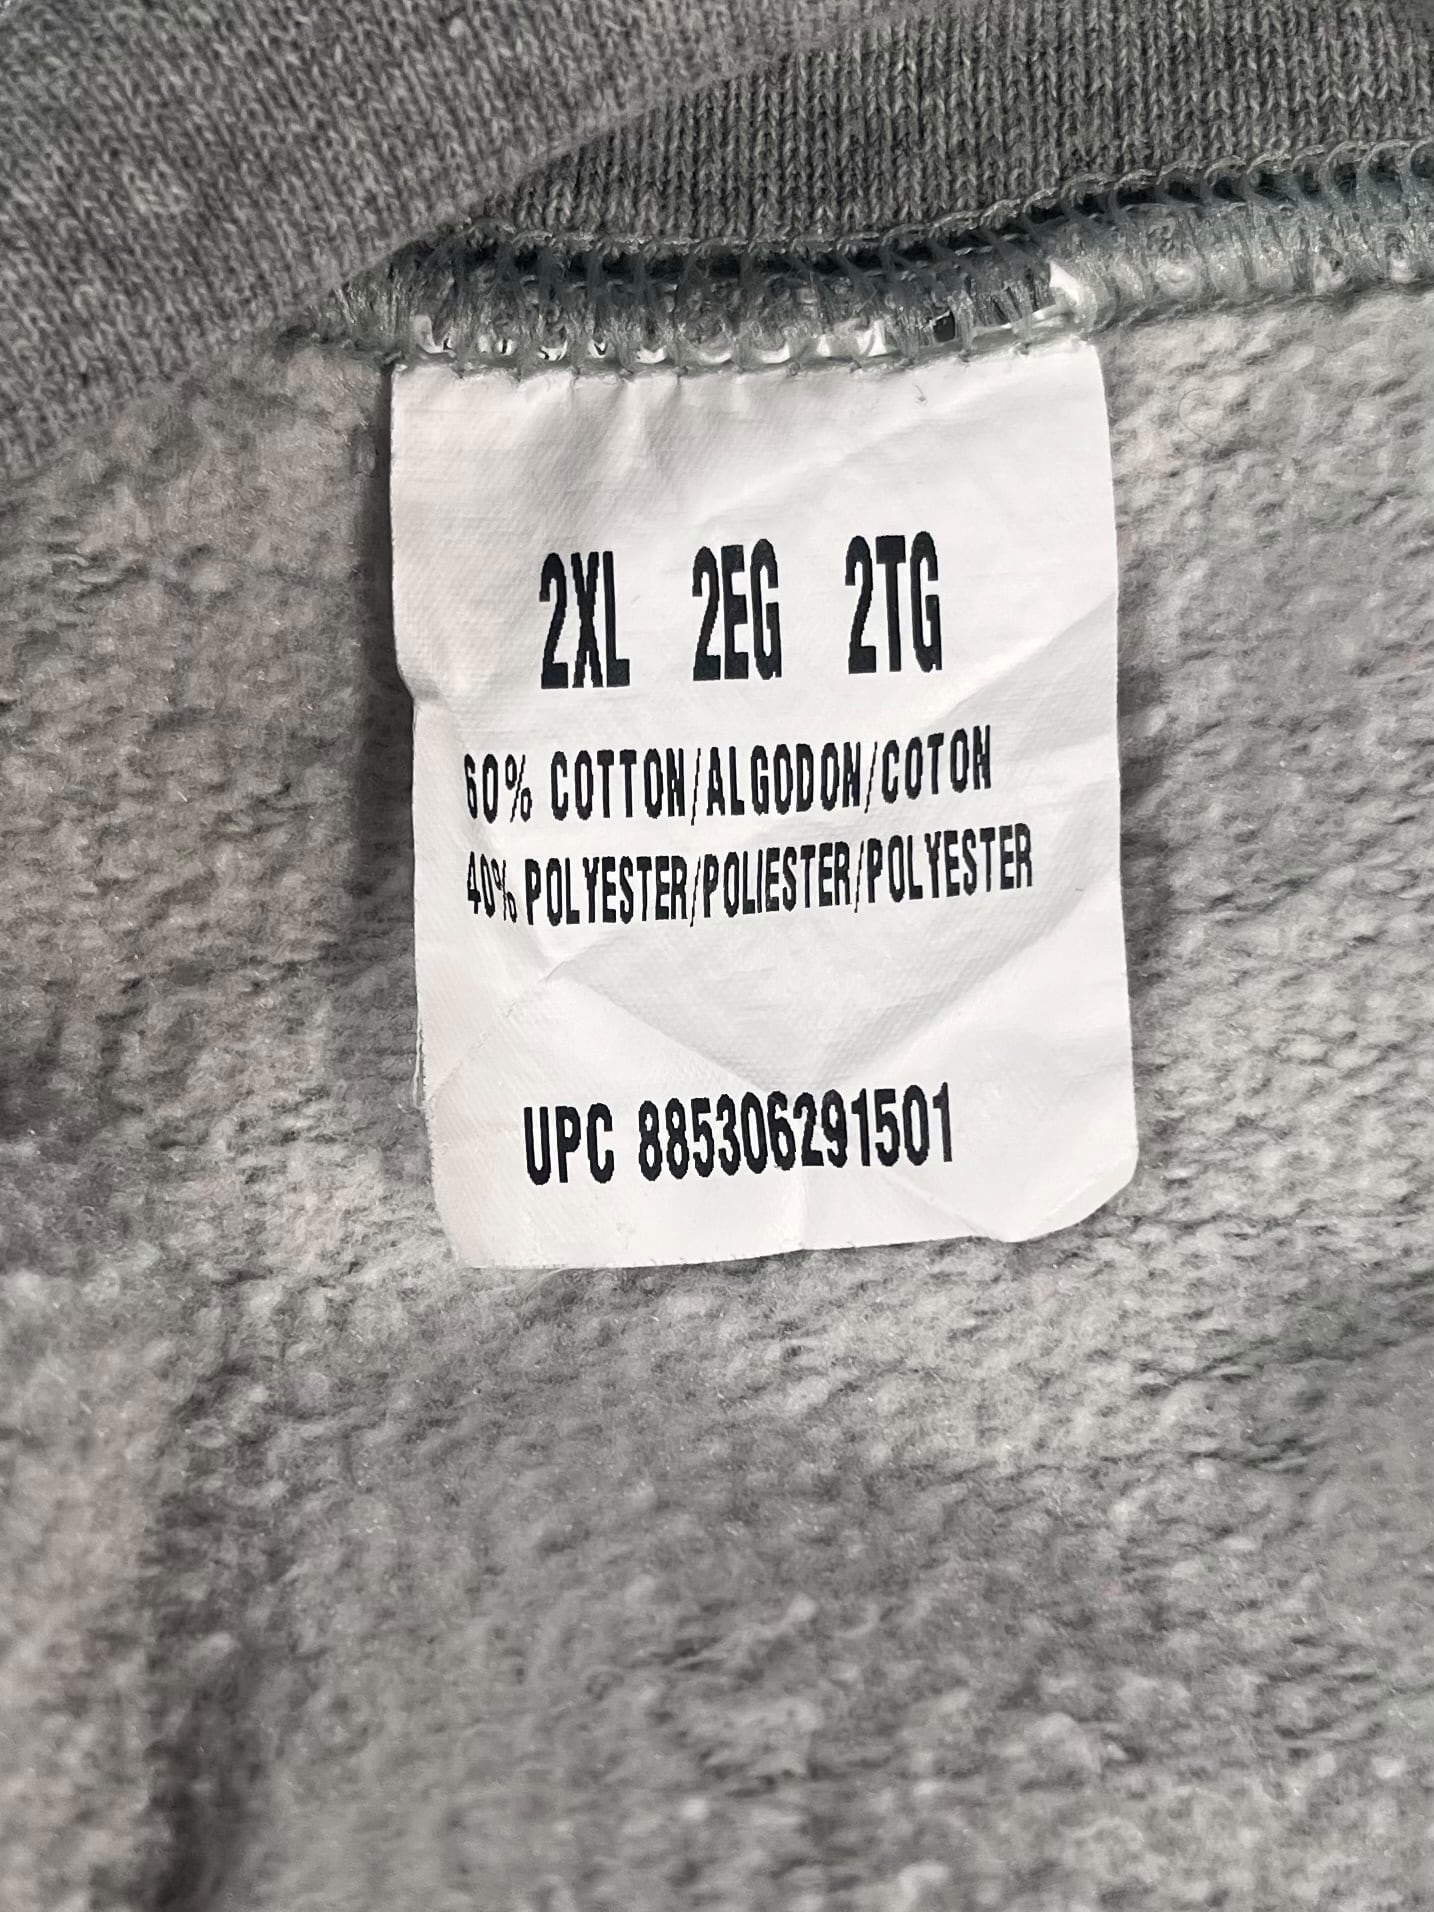 2XL 2EG 2TG
60% COTTON/ALGODON/COTON
40% POLYESTER/POLIESTER/POLYESTER
UPC 885306291501